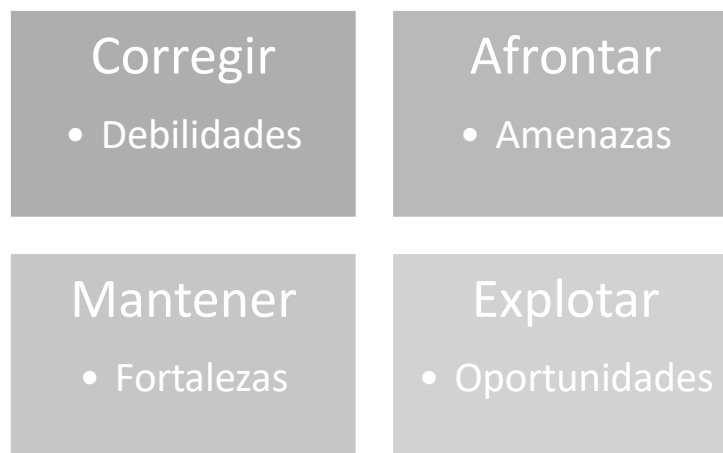 Corregir
• Debilidades
Afrontar
• Amenazas
Mantener
• Fortalezas
Explotar
• Oportunidades